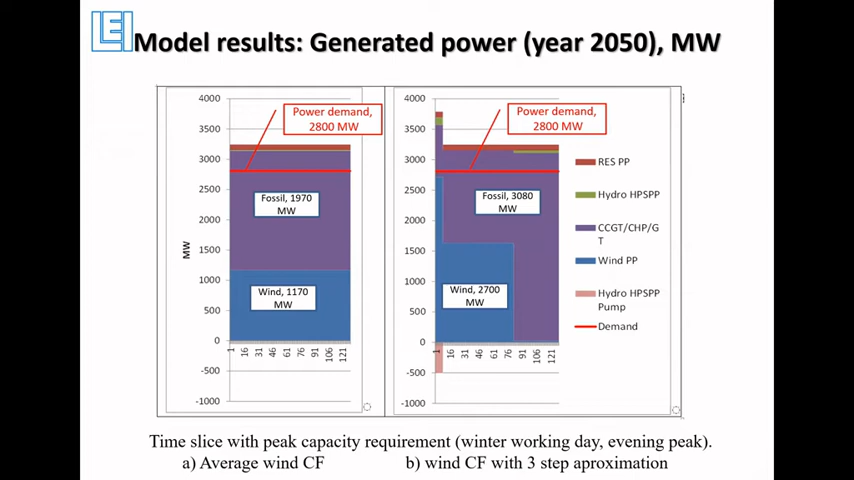 LEI
Model results: Generated power (year 2050), MW
4000
3500
3000
2500
2000
1500
1000
500
0
-500
-1000
MW
Power demand,
2800 MW
Fossil, 1970
MW
Wind, 1170
MW
1
16
31
46
61
76
91
106
121
4000
3500
3000
2500
2000
1500
1000
500
0
-500
-1000
Power demand,
2800 MW
Fossil, 3080
MW
Wind, 2700
MW
1
16
31
46
61
76
91
106
121
RES PP
Hydro HPSPP
CCGT/CHP/G
T
Wind PP
Hydro HPSPP
Pump
Demand
Time slice with peak capacity requirement (winter working day, evening peak).
a) Average wind CF
b) wind CF with 3 step aproximation